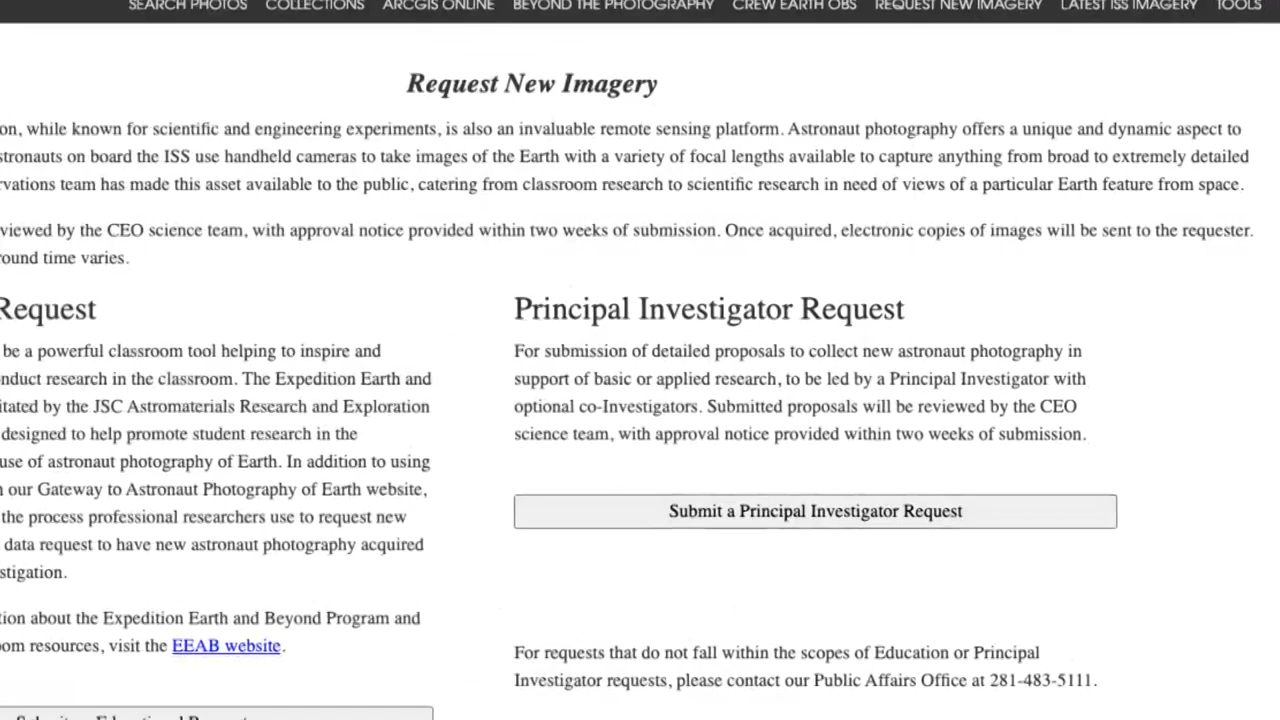 SEARCH PHOTOS COLLECTIONS ARCGIS ONLINE BEYOND THE PHOTOGRAPHY CREW EARTH OBS REQUEST NEW IMAGERY LATEST ISS IMAGERY TOOLS
Request New Imagery
on, while known for scientific and engineering experiments, is also an invaluable remote sensing platform. Astronaut photography offers a unique and dynamic aspect to
stronauts on board the ISS use handheld cameras to take images of the Earth with a variety of focal lengths available to capture anything from broad to extremely detailed
rvations team has made this asset available to the public, catering from classroom research to scientific research in need of views of a particular Earth feature from space.
viewed by the CEO science team, with approval notice provided within two weeks of submission. Once acquired, electronic copies of images will be sent to the requester.
round time varies.
Request
be a powerful classroom tool helping to inspire and
nduct research in the classroom. The Expedition Earth and
itated by the JSC Astromaterials Research and Exploration
designed to help promote student research in the
use of astronaut photography of Earth. In addition to using
n our Gateway to Astronaut Photography of Earth website,
the process professional researchers use to request new
data request to have new astronaut photography acquired
stigation.
tion about the Expedition Earth and Beyond Program and
om resources, visit the EEAB website.
Principal Investigator Request
For submission of detailed proposals to collect new astronaut photography in
support of basic or applied research, to be led by a Principal Investigator with
optional co-Investigators. Submitted proposals will be reviewed by the CEO
science team, with approval notice provided within two weeks of submission.
Submit a Principal Investigator Request
For requests that do not fall within the scopes of Education or Principal
Investigator requests, please contact our Public Affairs Office at 281-483-5111.